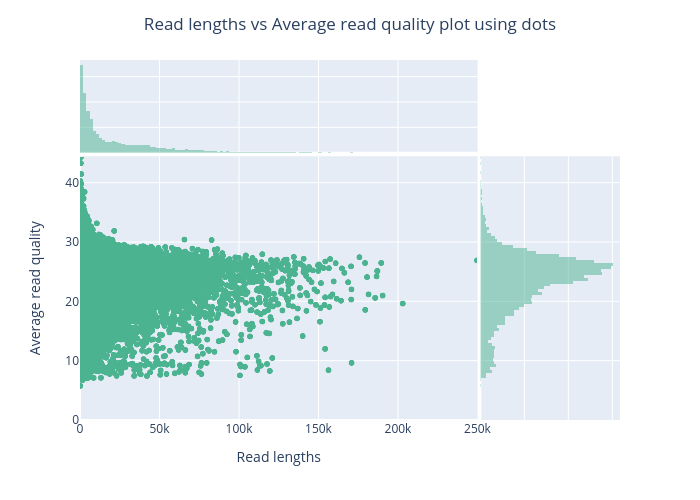 Read lengths vs Average read quality plot using dots
40
30
20
10
0
Average read quality
0
50k
100k
150k
200k
250k
Read lengths